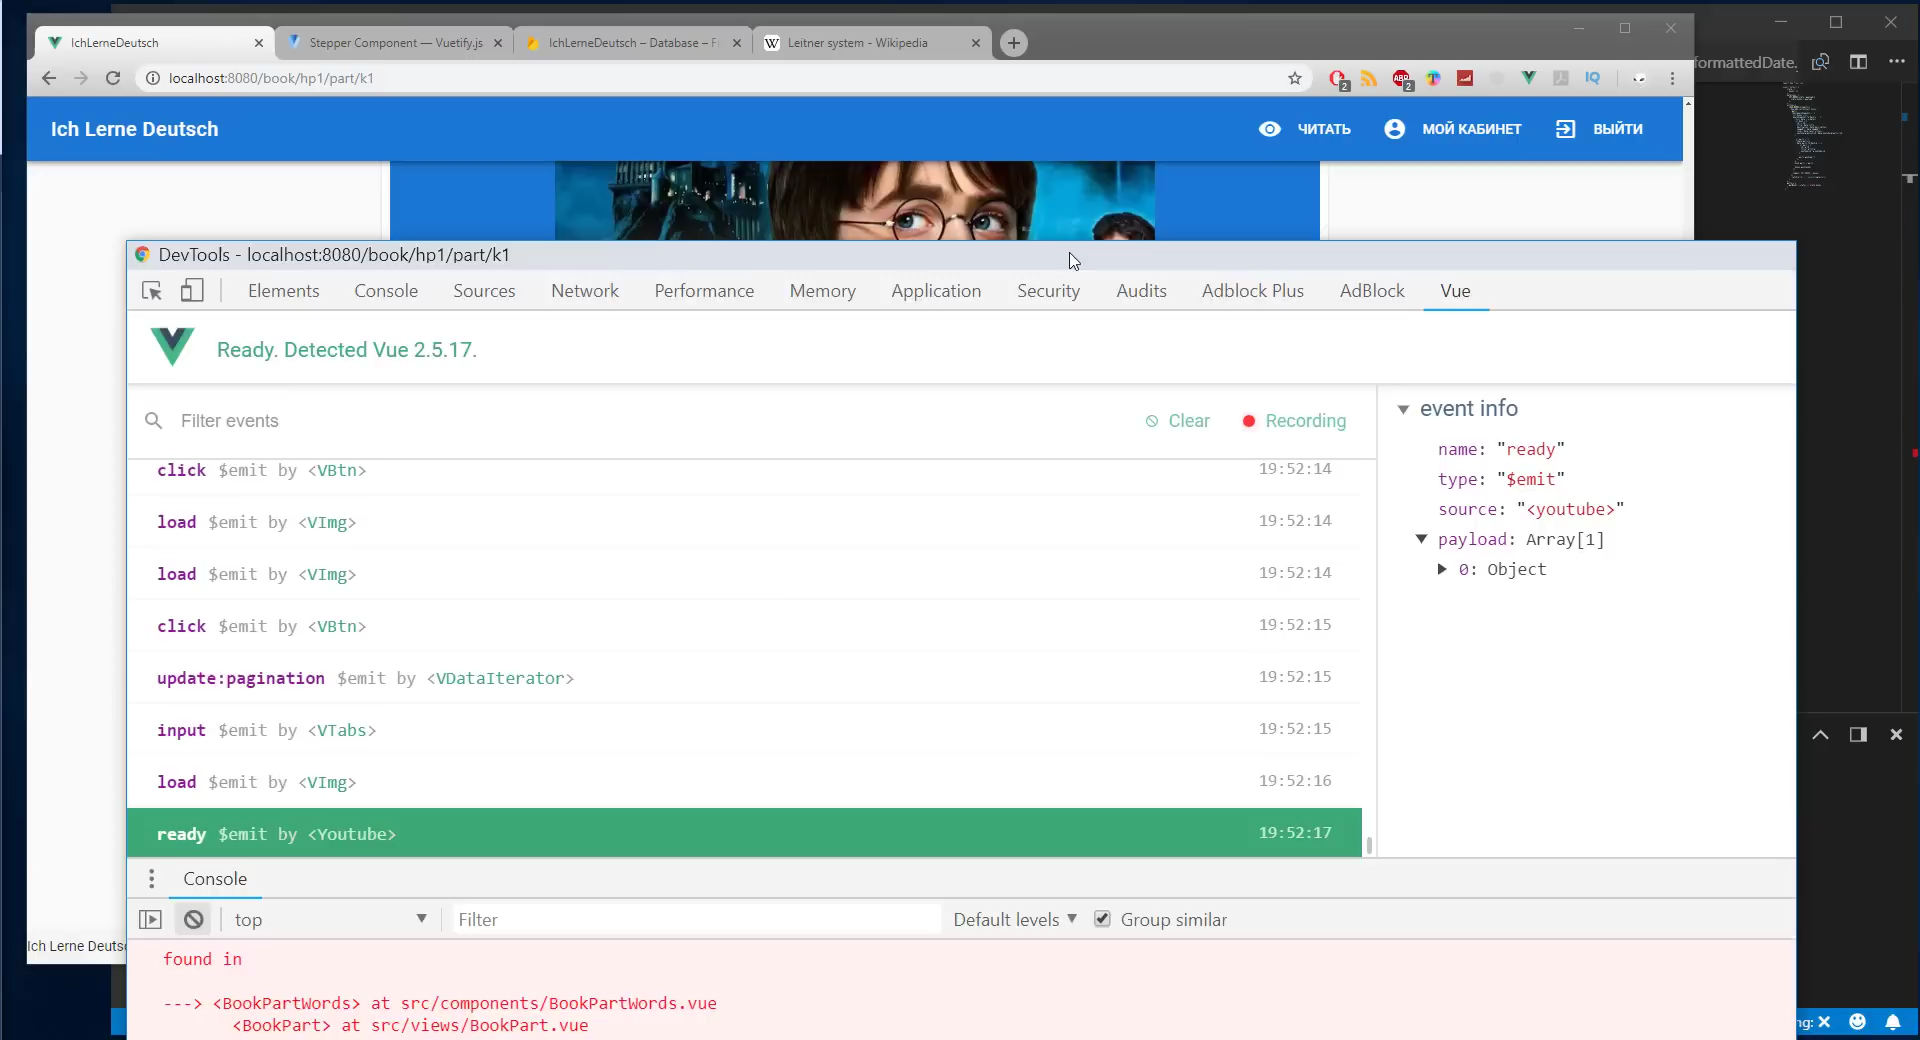 IchLerneDeutsch
Stepper Component — Vuetify.js
IchLerneDeutsch – Database – F
Leitner system - Wikipedia
localhost:8080/book/hp1/part/k1
2
ABP
2
IQ
formattedDate.
Ich Lerne Deutsch
ЧИТАТЬ
МОЙ КАБИНЕТ
ВЫЙТИ
DevTools - localhost:8080/book/hp1/part/k1
Elements
Console
Sources
Network
Performance
Memory
Application
Security
Audits
Adblock Plus
AdBlock
Vue
Ready. Detected Vue 2.5.17.
Filter events
Clear
Recording
click $emit by <VBtn> 19:52:14
load $emit by <VImg> 19:52:14
load $emit by <VImg> 19:52:14
click $emit by <VBtn> 19:52:15
update:pagination $emit by <VDataIterator> 19:52:15
input $emit by <VTabs> 19:52:15
load $emit by <VImg> 19:52:16
ready $emit by <Youtube> 19:52:17
event info
name: "ready"
type: "$emit"
source: "<youtube>"
payload: Array[1]
0: Object
Console
top
Filter
Default levels
Group similar
Ich Lerne Deuts
found in
---> <BookPartWords> at src/components/BookPartWords.vue
<BookPart> at src/views/BookPart.vue
ng: